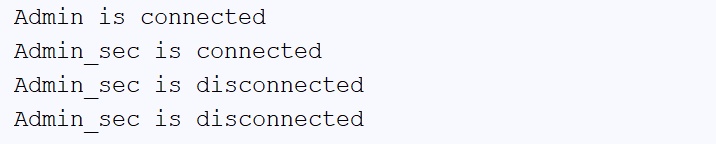 Admin is connected
Admin_sec is connected
Admin_sec is disconnected
Admin_sec is disconnected